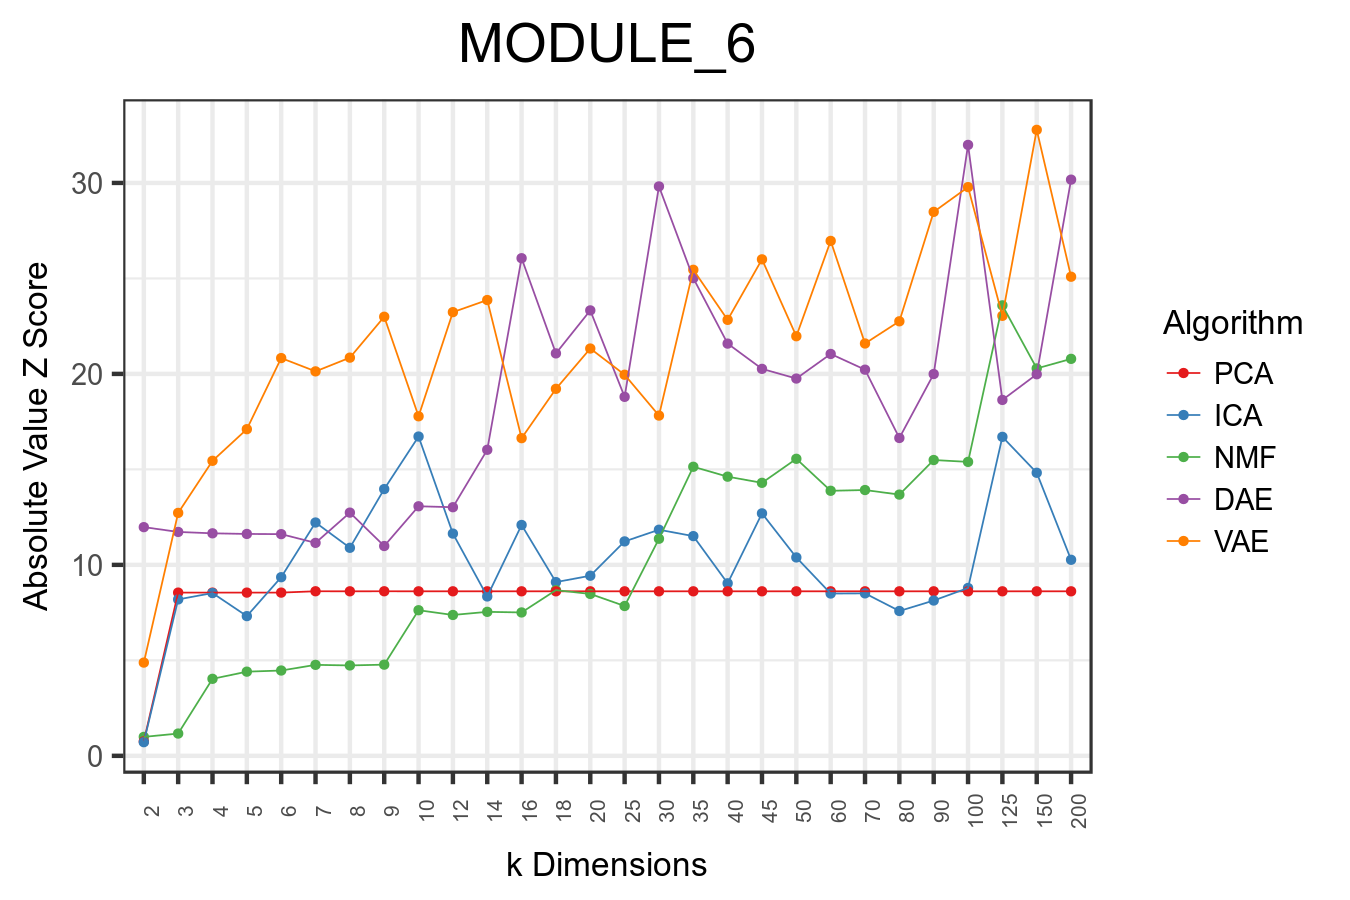 MODULE_6
Absolute Value Z Score
30
20
10
0
2 3 4 5 6 7 8 9 10 12 14 16 18 20 25 30 35 40 45 50 60 70 80 90 100 125 150 200
k Dimensions
Algorithm
PCA
ICA
NMF
DAE
VAE